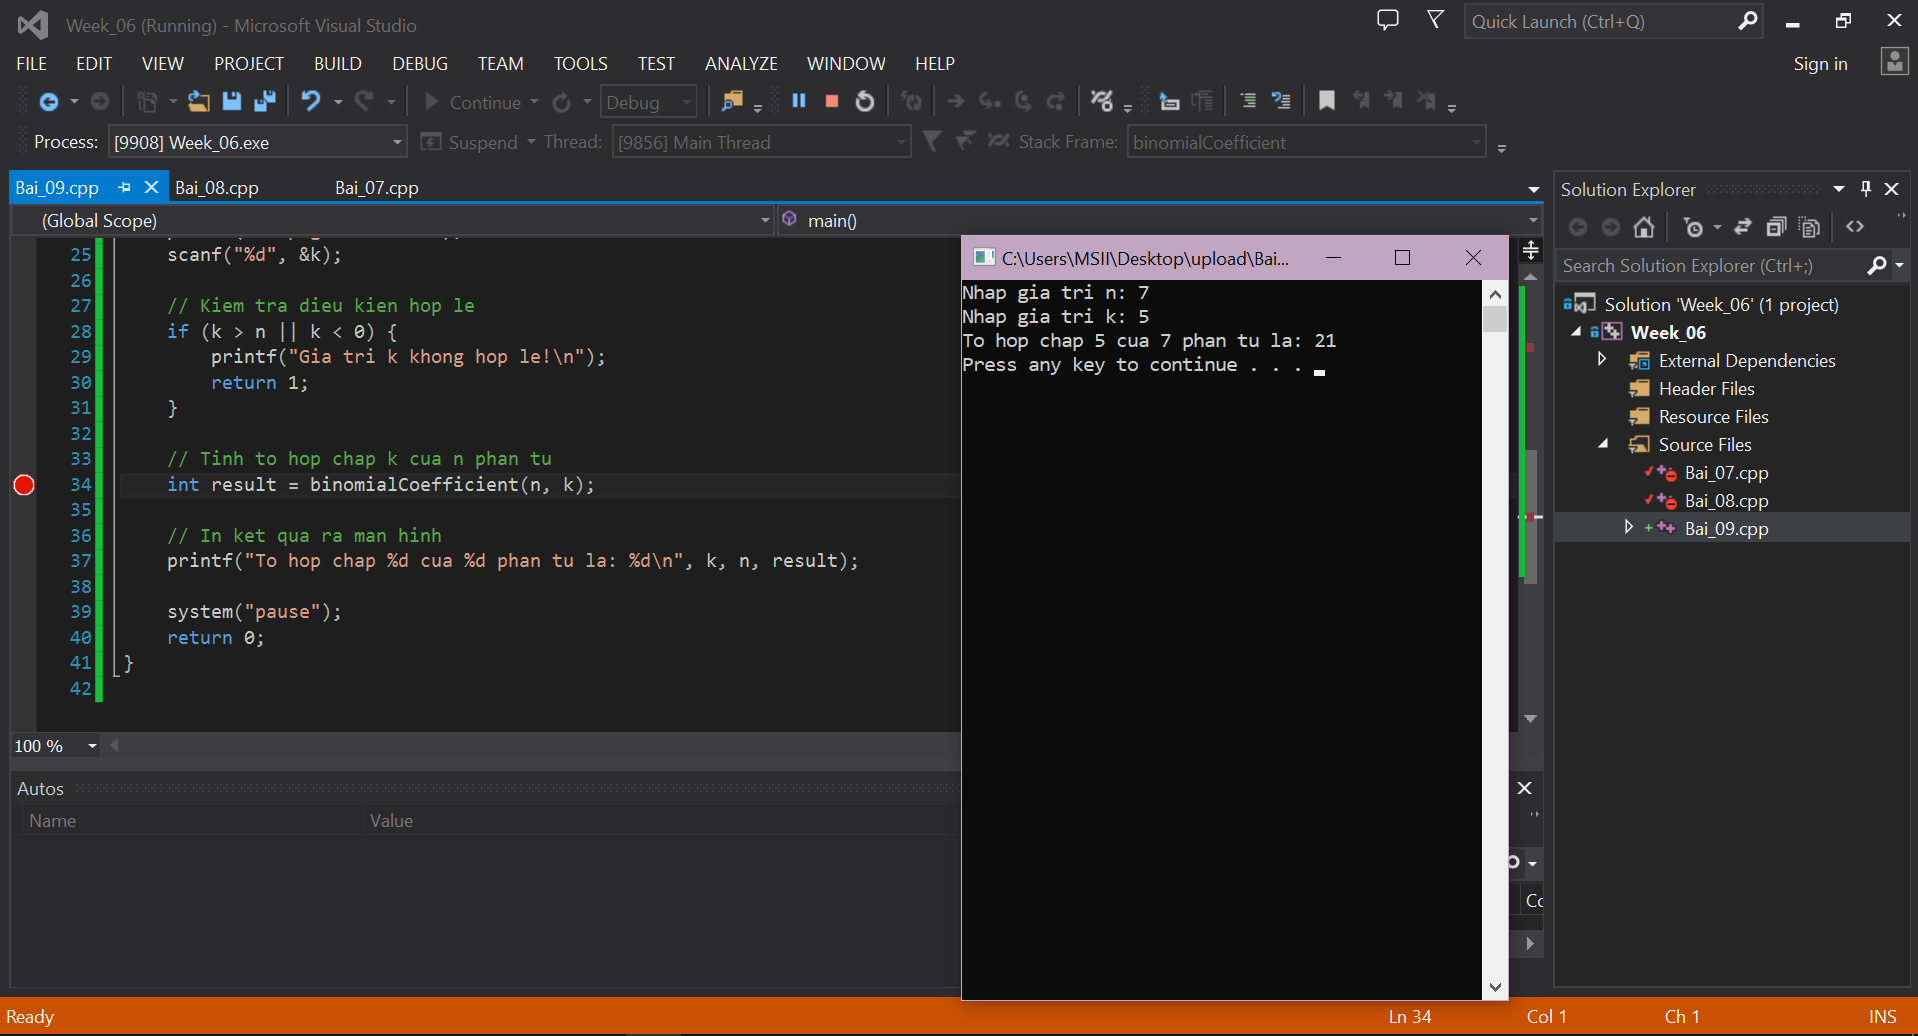 Week_06 (Running) - Microsoft Visual Studio
Quick Launch (Ctrl+Q)
FILE EDIT VIEW PROJECT BUILD DEBUG TEAM TOOLS TEST ANALYZE WINDOW HELP
Sign in
Continue Debug
Process: [9908] Week_06.exe Suspend Thread: [9856] Main Thread Stack Frame: binomialCoefficient
Bai_09.cpp Bai_08.cpp Bai_07.cpp
(Global Scope) main()
25 scanf("%d", &k);
26
27 // Kiem tra dieu kien hop le
28 if (k > n || k < 0) {
29 printf("Gia tri k khong hop le!\n");
30 return 1;
31 }
32
33 // Tinh to hop chap k cua n phan tu
34 int result = binomialCoefficient(n, k);
35
36 // In ket qua ra man hinh
37 printf("To hop chap %d cua %d phan tu la: %d\n", k, n, result);
38
39 system("pause");
40 return 0;
41 }
42
100 %
Autos
Name Value
C:\Users\MSII\Desktop\upload\Bai...
Nhap gia tri n: 7
Nhap gia tri k: 5
To hop chap 5 cua 7 phan tu la: 21
Press any key to continue . . .
Solution Explorer
Search Solution Explorer (Ctrl+;)
Solution 'Week_06' (1 project)
Week_06
External Dependencies
Header Files
Resource Files
Source Files
Bai_07.cpp
Bai_08.cpp
Bai_09.cpp
Ready Ln 34 Col 1 Ch 1 INS